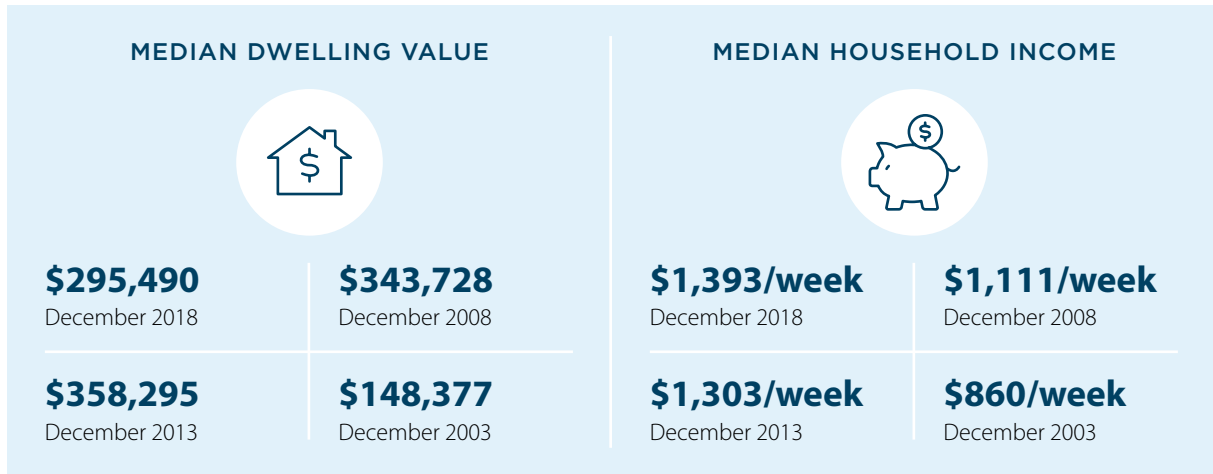 MEDIAN DWELLING VALUE
$
$295,490
December 2018
$343,728
December 2008
$358,295
December 2013
$148,377
December 2003
MEDIAN HOUSEHOLD INCOME
$
$1,393/week
December 2018
$1,111/week
December 2008
$1,303/week
December 2013
$860/week
December 2003